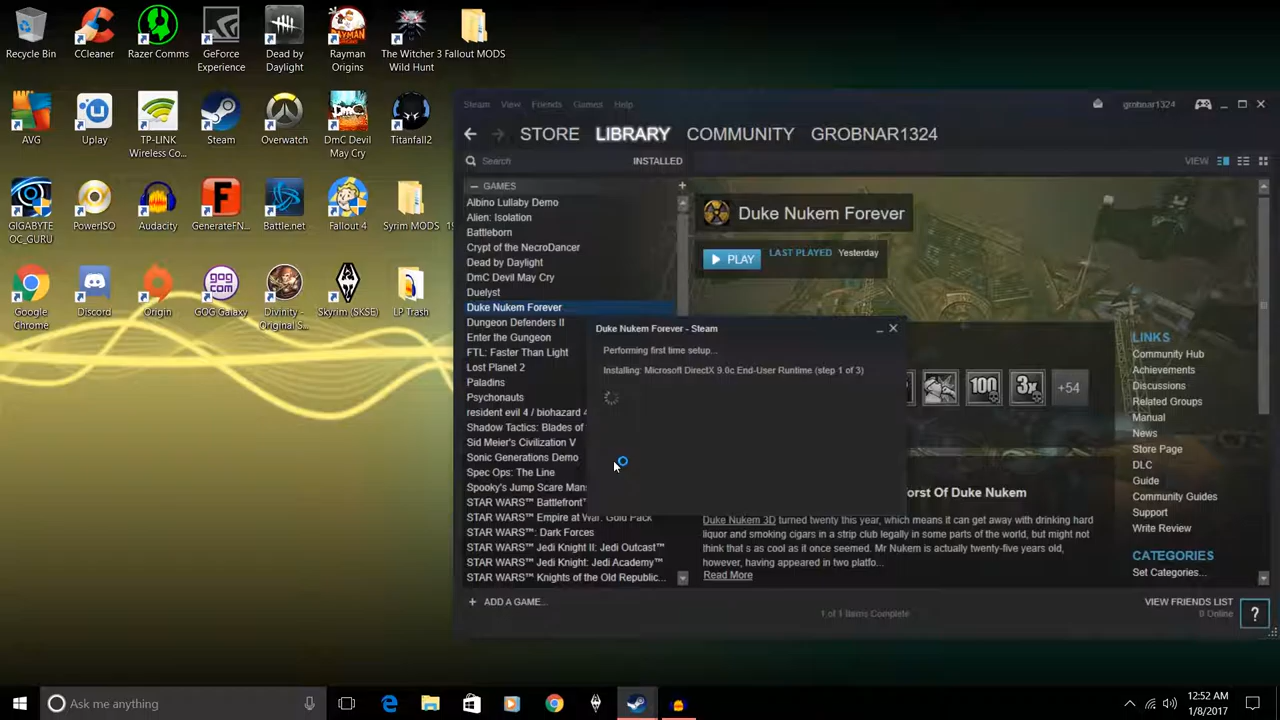 Recycle Bin
CCleaner
Razer Comms
GeForce
Experience
Dead by
Daylight
Rayman
Origins
The Witcher 3
Wild Hunt
Fallout MODS
AVG
Uplay
TP-LINK
Wireless Co...
Steam
Overwatch
DmC Devil
May Cry
Titanfall2
GIGABYTE
OC_GURU
PowerISO
Audacity
GenerateFN...
Battle.net
Fallout 4
Syrim MODS
Google
Chrome
Discord
Origin
GOG Galaxy
Divinity -
Original S...
Skyrim (SKSE)
LP Trash
Steam View Friends Games Help
grobnar1324
STORE LIBRARY COMMUNITY GROBNAR1324
Search
INSTALLED
VIEW
— GAMES +
Albino Lullaby Demo
Alien: Isolation
Battleborn
Crypt of the NecroDancer
Dead by Daylight
DmC Devil May Cry
Duelyst
Duke Nukem Forever
Dungeon Defenders II
Enter the Gungeon
FTL: Faster Than Light
Lost Planet 2
Paladins
Psychonauts
resident evil 4 / biohazard 4
Shadow Tactics: Blades of
Sid Meier's Civilization V
Sonic Generations Demo
Spec Ops: The Line
Spooky's Jump Scare Man
STAR WARS™ Battlefront
STAR WARS™ Empire at War: Gold Pack
STAR WARS™: Dark Forces
STAR WARS™ Jedi Knight II: Jedi Outcast™
STAR WARS™ Jedi Knight: Jedi Academy™
STAR WARS™ Knights of the Old Republic...
+ ADD A GAME...
Duke Nukem Forever
PLAY
LAST PLAYED Yesterday
Duke Nukem Forever - Steam
Performing first time setup...
Installing: Microsoft DirectX 9.0c End-User Runtime (step 1 of 3)
100
3x
+54
orst Of Duke Nukem
Duke Nukem 3D turned twenty this year, which means it can get away with drinking hard
liquor and smoking cigars in a strip club legally in some parts of the world, but might not
think that s as cool as it once seemed. Mr Nukem is actually twenty-five years old,
however, having appeared in two platfo...
Read More
LINKS
Community Hub
Achievements
Discussions
Related Groups
Manual
News
Store Page
DLC
Guide
Community Guides
Support
Write Review
CATEGORIES
Set Categories...
1 of 1 Items Complete
VIEW FRIENDS LIST
0 Online
?
Ask me anything
12:52 AM
1/8/2017